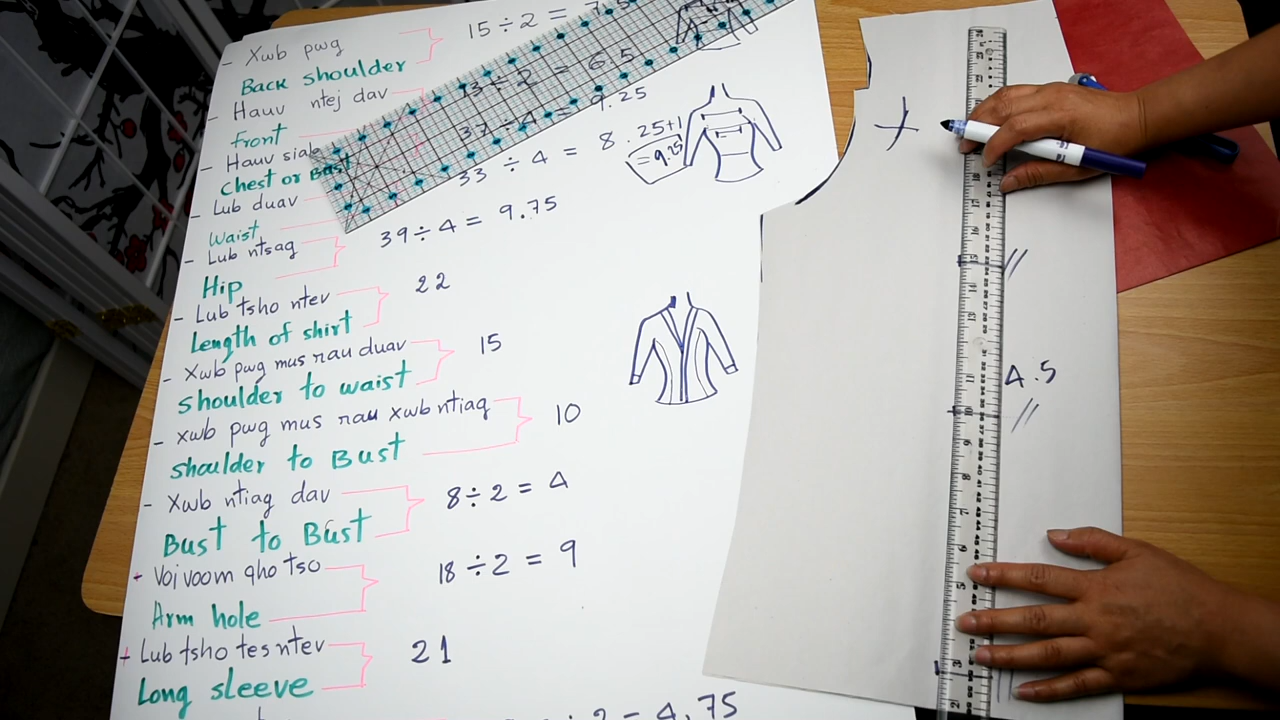 - Xwb pwg
15 ÷ 2 = 7.5
Back shoulder
- Hauv ntej dav
13 ÷ 2 = 6.5
Front
- Hauv siab
37 ÷ 4 = 9.25
Chest or Bust
- Lub duav
33 ÷ 4 = 8.25+1
= 9.25
Waist
- Lub ntsag
39 ÷ 4 = 9.75
Hip
- Lub tsho ntev
22
Length of shirt
- Xwb pwg mus rau duav
15
shoulder to waist
- xwb pwg mus rau xwb ntiag
10
shoulder to Bust
- Xwb ntiag dav
8 ÷ 2 = 4
Bust to Bust
+ Voj voom qho tso
18 ÷ 2 = 9
Arm hole
+ Lub tsho tes ntev
21
Long sleeve
÷ 2 = 4.75
4.5